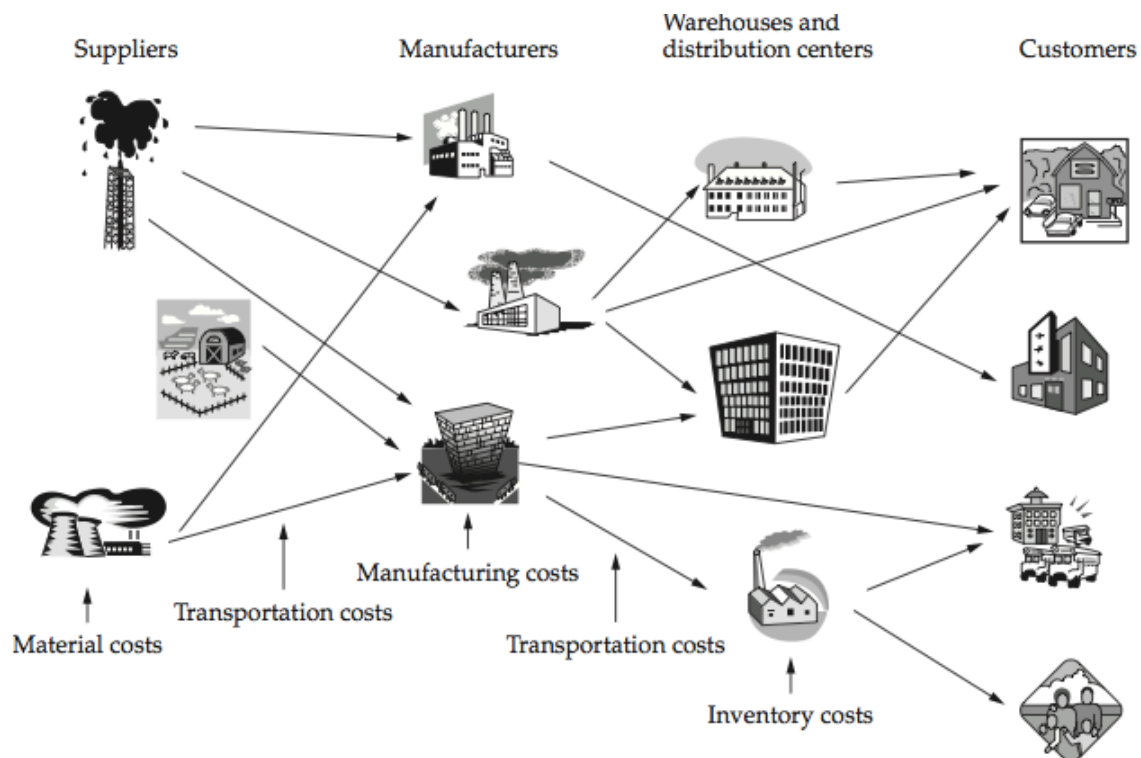 Suppliers
Manufacturers
Warehouses and
distribution centers
Customers
Material costs
Transportation costs
Manufacturing costs
Transportation costs
Inventory costs